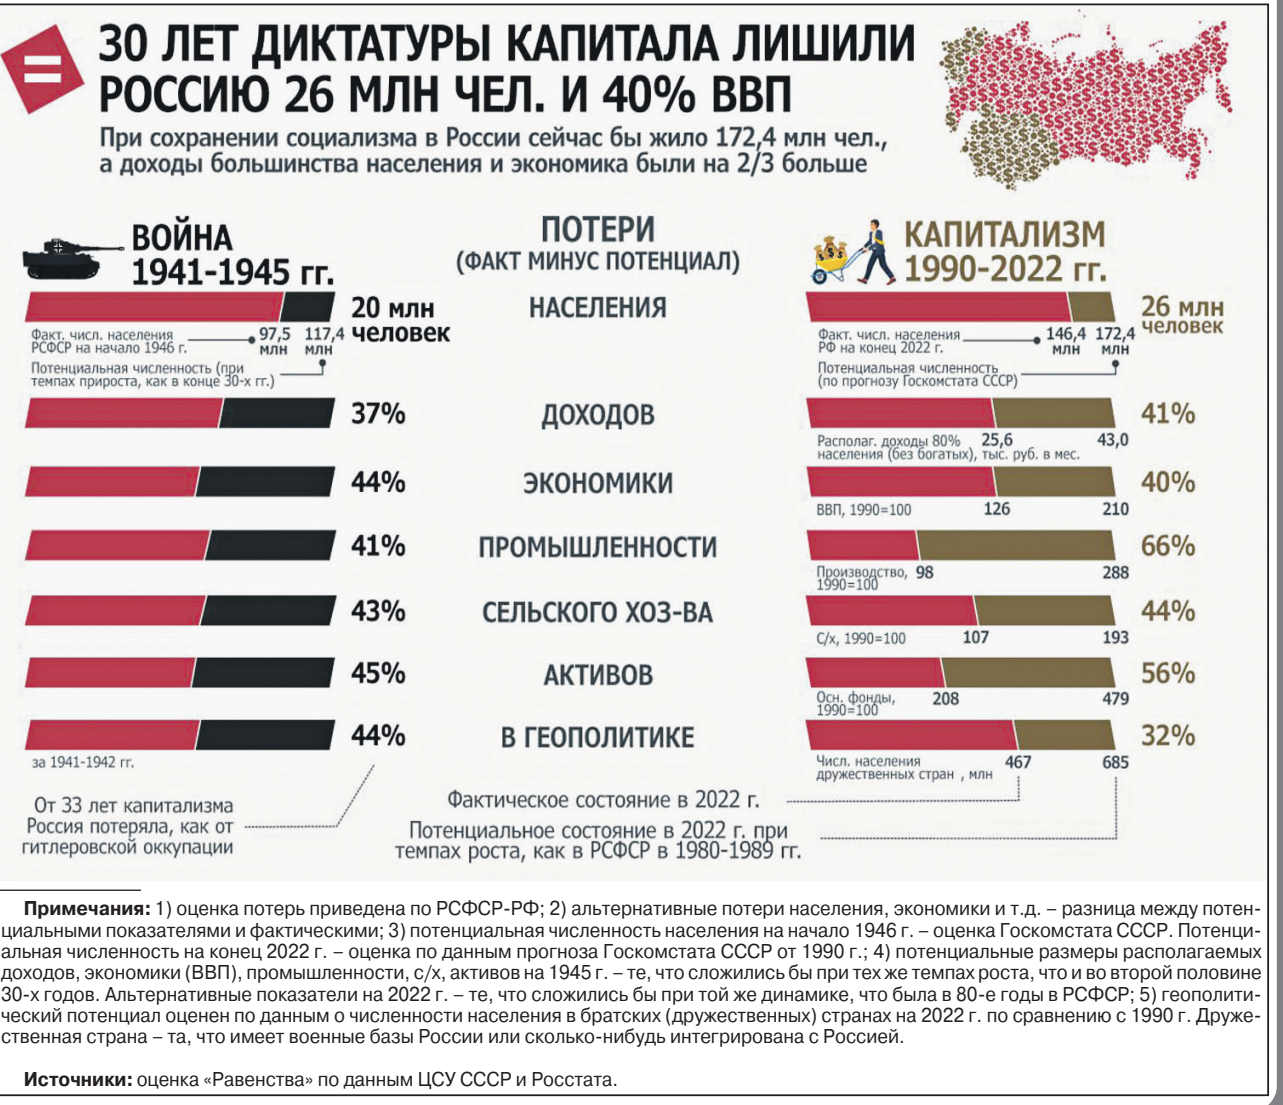 30 ЛЕТ ДИКТАТУРЫ КАПИТАЛА ЛИШИЛИ
РОССИЮ 26 МЛН ЧЕЛ. И 40% ВВП
При сохранении социализма в России сейчас бы жило 172,4 млн чел.,
а доходы большинства населения и экономика были на 2/3 больше
ВОЙНА
1941-1945 гг.
ПОТЕРИ
(ФАКТ МИНУС ПОТЕНЦИАЛ)
КАПИТАЛИЗМ
1990-2022 гг.
20 млн
человек
НАСЕЛЕНИЯ
26 млн
человек
Факт. числ. населения
РСФСР на начало 1946 г.
97,5
млн
117,4
млн
Потенциальная численность (при
темпах прироста, как в конце 30-х гг.)
Факт. числ. населения
РФ на конец 2022 г.
146,4
млн
172,4
млн
Потенциальная численность
(по прогнозу Госкомстата СССР)
37%
ДОХОДОВ
41%
Располаг. доходы 80%
населения (без богатых), тыс. руб. в мес.
25,6
43,0
44%
ЭКОНОМИКИ
40%
ВВП, 1990=100
126
210
41%
ПРОМЫШЛЕННОСТИ
66%
Производство,
1990=100
98
288
43%
СЕЛЬСКОГО ХОЗ-ВА
44%
С/х, 1990=100
107
193
45%
АКТИВОВ
56%
Осн. фонды,
1990=100
208
479
44%
В ГЕОПОЛИТИКЕ
32%
за 1941-1942 гг.
Числ. населения
дружественных стран , млн
467
685
От 33 лет капитализма
Россия потеряла, как от
гитлеровской оккупации
Фактическое состояние в 2022 г.
Потенциальное состояние в 2022 г. при
темпах роста, как в РСФСР в 1980-1989 гг.
Примечания: 1) оценка потерь приведена по РСФСР-РФ; 2) альтернативные потери населения, экономики и т.д. – разница между потен-
циальными показателями и фактическими; 3) потенциальная численность населения на начало 1946 г. – оценка Госкомстата СССР. Потенци-
альная численность на конец 2022 г. – оценка по данным прогноза Госкомстата СССР от 1990 г.; 4) потенциальные размеры располагаемых
доходов, экономики (ВВП), промышленности, с/х, активов на 1945 г. – те, что сложились бы при тех же темпах роста, что и во второй половине
30-х годов. Альтернативные показатели на 2022 г. – те, что сложились бы при той же динамике, что была в 80-е годы в РСФСР; 5) геополити-
ческий потенциал оценен по данным о численности населения в братских (дружественных) странах на 2022 г. по сравнению с 1990 г. Друже-
ственная страна – та, что имеет военные базы России или сколько-нибудь интегрирована с Россией.
Источники: оценка «Равенства» по данным ЦСУ СССР и Росстата.